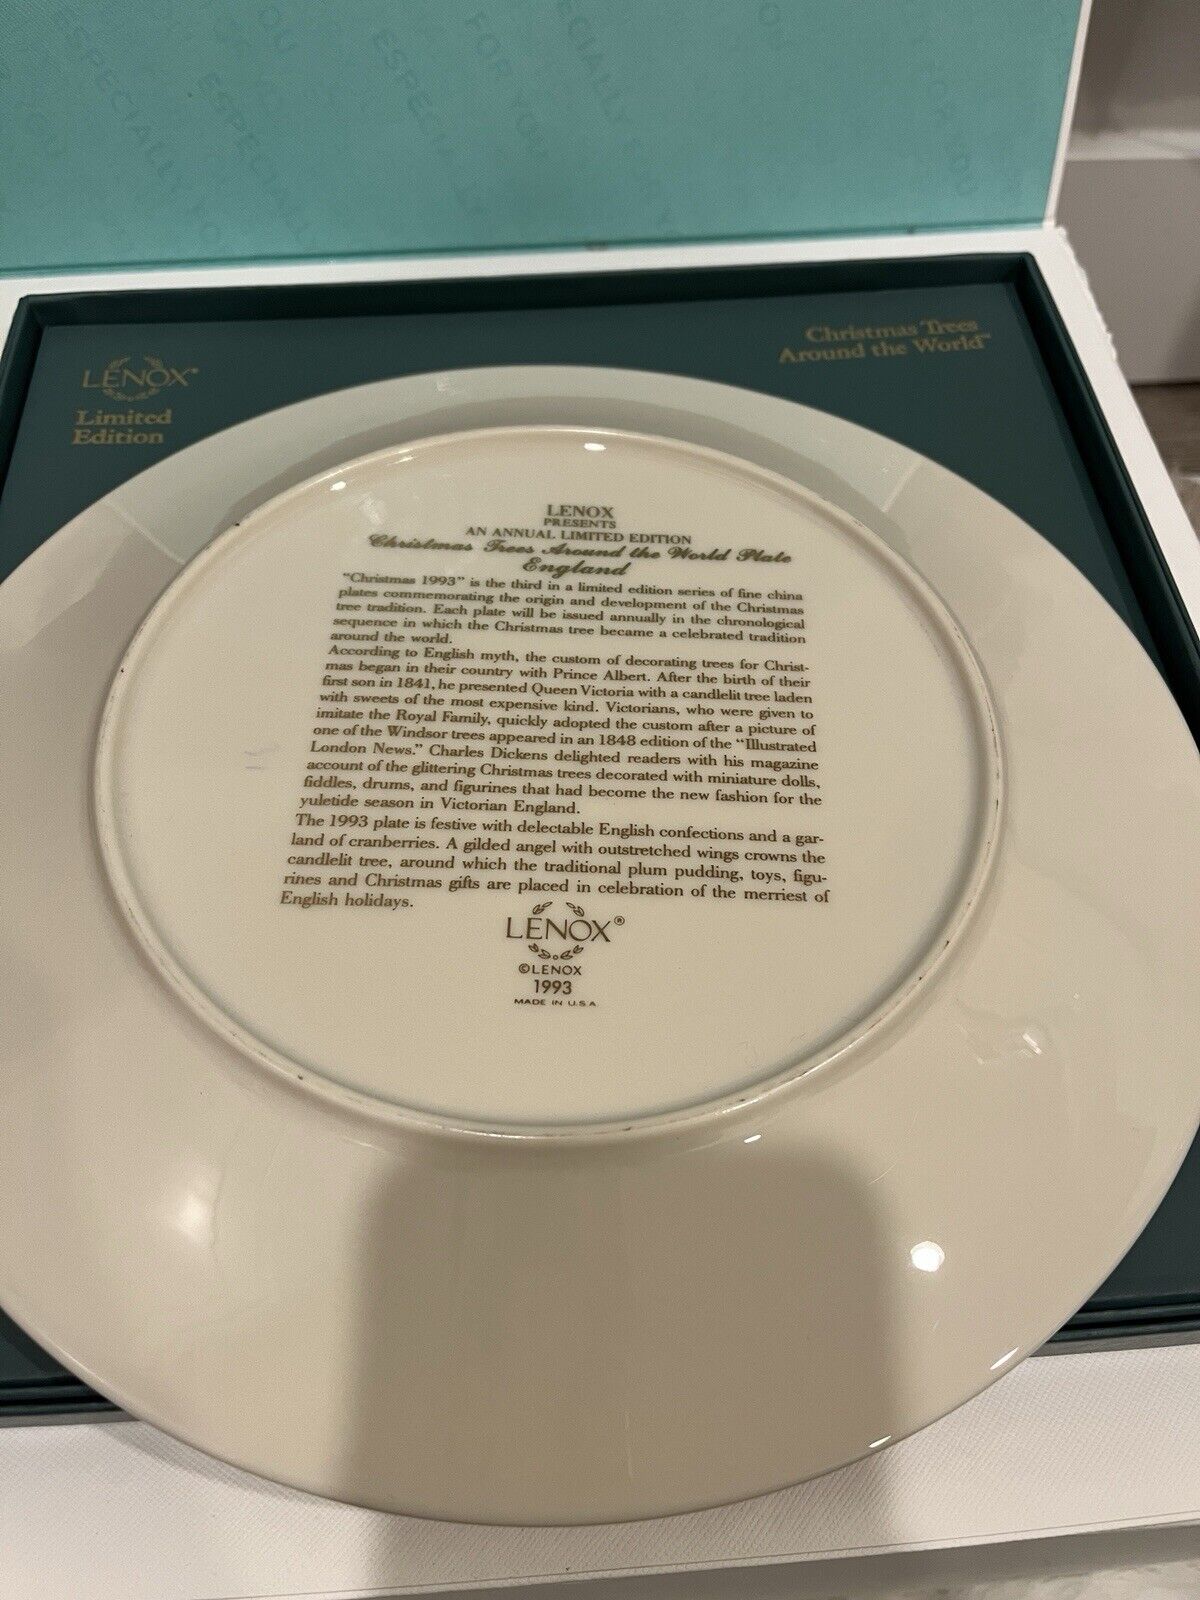 ESPECIALLY FOR YOU
ESPECIALLY
FOR YOU
LENOX®
Limited
Edition
Christmas Trees
Around the World™
LENOX
PRESENTS
AN ANNUAL LIMITED EDITION
Christmas Trees Around the World Plate
England
"Christmas 1993" is the third in a limited edition series of fine china
plates commemorating the origin and development of the Christmas
tree tradition. Each plate will be issued annually in the chronological
sequence in which the Christmas tree became a celebrated tradition
around the world.
According to English myth, the custom of decorating trees for Christ-
mas began in their country with Prince Albert. After the birth of their
first son in 1841, he presented Queen Victoria with a candlelit tree laden
with sweets of the most expensive kind. Victorians, who were given to
imitate the Royal Family, quickly adopted the custom after a picture of
one of the Windsor trees appeared in an 1848 edition of the "Illustrated
London News." Charles Dickens delighted readers with his magazine
account of the glittering Christmas trees decorated with miniature dolls,
fiddles, drums, and figurines that had become the new fashion for the
yuletide season in Victorian England.
The 1993 plate is festive with delectable English confections and a gar-
land of cranberries. A gilded angel with outstretched wings crowns the
candlelit tree, around which the traditional plum pudding, toys, figu-
rines and Christmas gifts are placed in celebration of the merriest of
English holidays.
LENOX®
©LENOX
1993
MADE IN U.S.A.